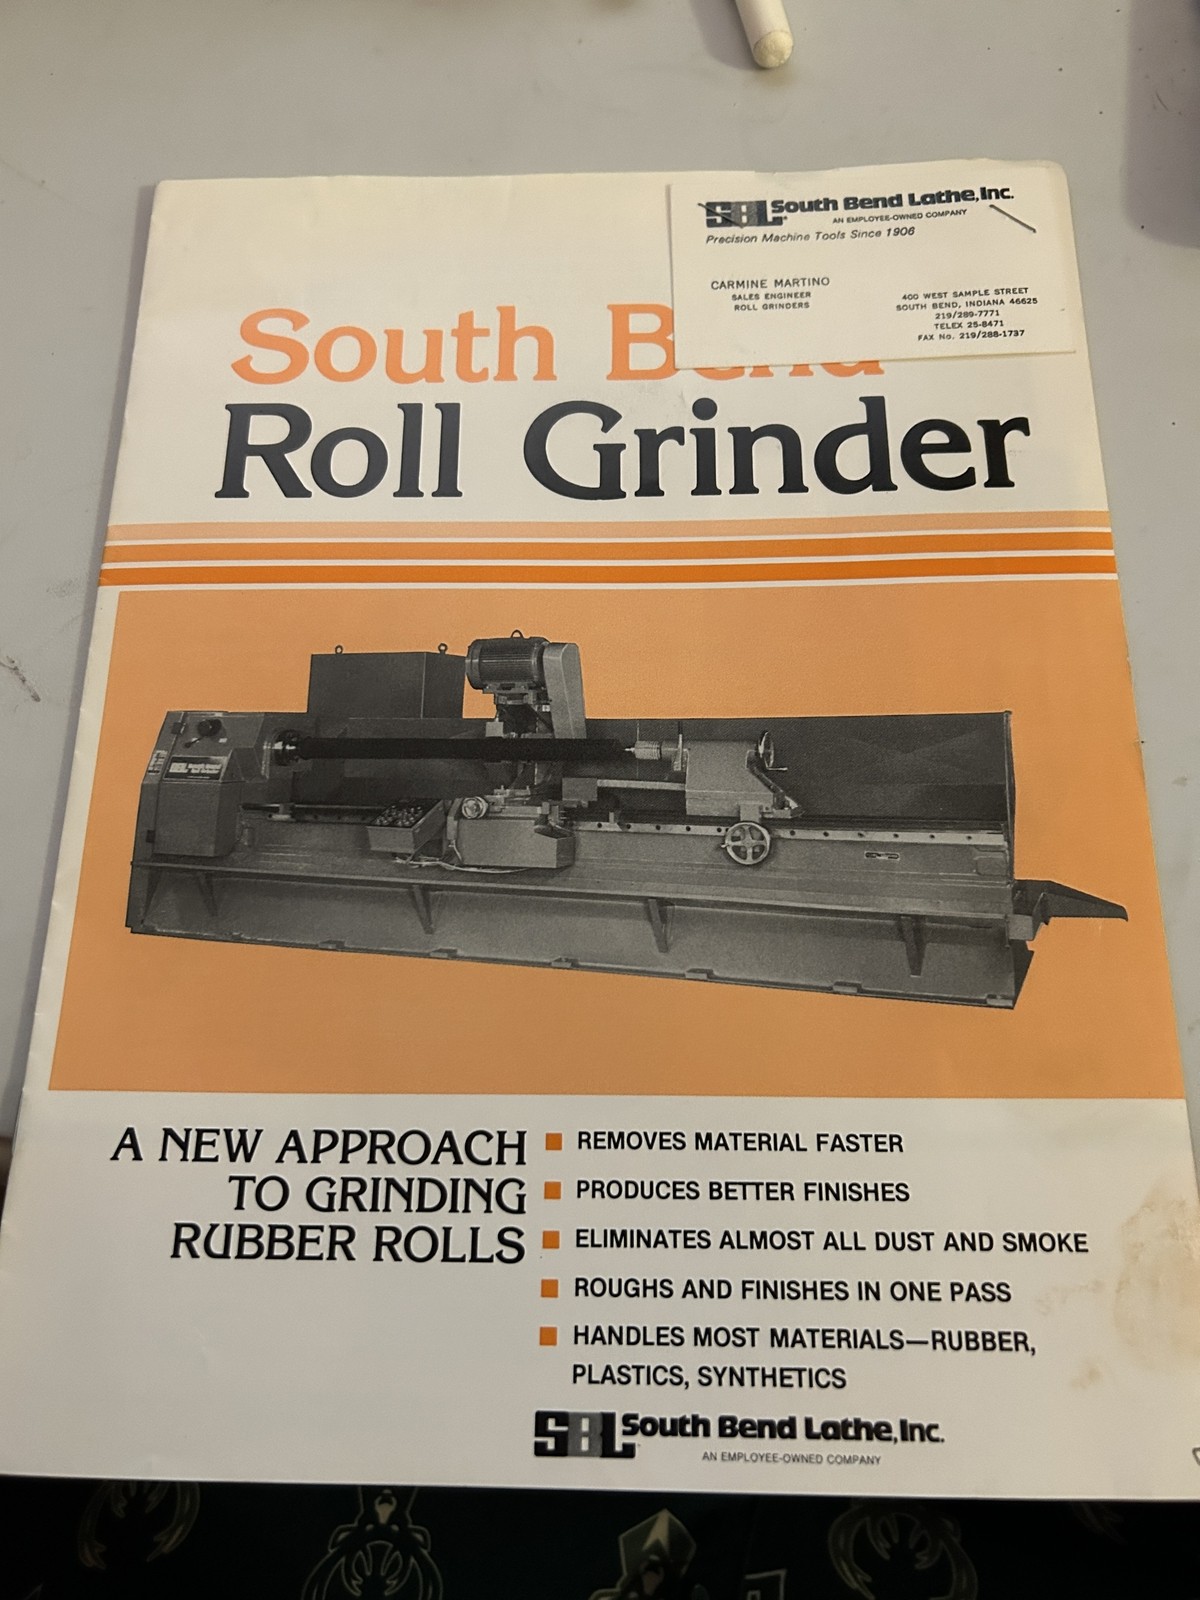 SBL South Bend Lathe, Inc.
AN EMPLOYEE-OWNED COMPANY
Precision Machine Tools Since 1906
CARMINE MARTINO
SALES ENGINEER
ROLL GRINDERS
400 WEST SAMPLE STREET
SOUTH BEND, INDIANA 46625
219/289-7771
TELEX 25-8471
FAX No. 219/288-1737
South Bend
Roll Grinder
A NEW APPROACH
TO GRINDING
RUBBER ROLLS
REMOVES MATERIAL FASTER
PRODUCES BETTER FINISHES
ELIMINATES ALMOST ALL DUST AND SMOKE
ROUGHS AND FINISHES IN ONE PASS
HANDLES MOST MATERIALS—RUBBER,
PLASTICS, SYNTHETICS
SBL South Bend Lathe, Inc.
AN EMPLOYEE-OWNED COMPANY